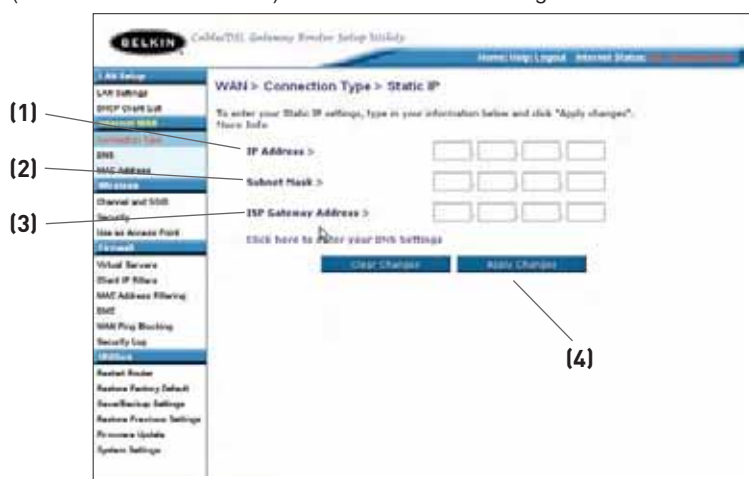 BELKIN Cable/DSL Gateway Router Setup Utility
Home|Help|Logout Internet Status:
LAN Setup
LAN Settings
DHCP Client List
Internet WAN
Connection Type
DNS
MAC Address
Wireless
Channel and SSID
Security
Use as Access Point
Firewall
Virtual Servers
Client IP Filters
MAC Address Filtering
DMZ
WAN Ping Blocking
Security Log
Utilities
Restart Router
Restore Factory Default
Save/Backup Settings
Restore Previous Settings
Firmware Update
System Settings
WAN > Connection Type > Static IP
To enter your Static IP settings, type in your information below and click "Apply changes".
More Info
(1)
IP Address >
(2)
Subnet Mask >
(3)
ISP Gateway Address >
Click here to enter your DNS Settings
Clear Changes Apply Changes
(4)